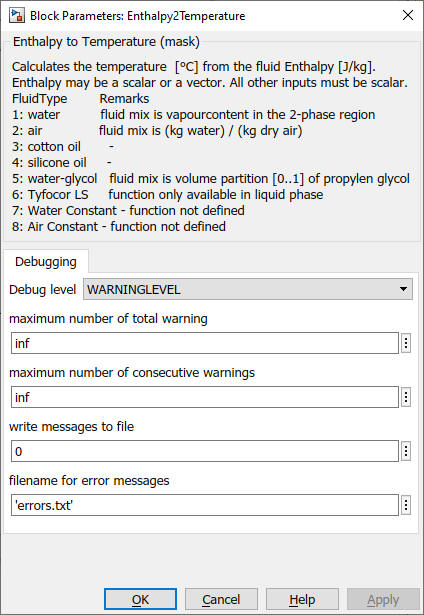 Block Parameters: Enthalpy2Temperature
Enthalpy to Temperature (mask)
Calculates the temperature [ºC] from the fluid Enthalpy [J/kg].
Enthalpy may be a scalar or a vector. All other inputs must be scalar.
FluidType Remarks
1: water fluid mix is vapourcontent in the 2-phase region
2: air fluid mix is (kg water) / (kg dry air)
3: cotton oil -
4: silicone oil -
5: water-glycol fluid mix is volume partition [0..1] of propylen glycol
6: Tyfocor LS function only available in liquid phase
7: Water Constant - function not defined
8: Air Constant - function not defined
Debugging
Debug level WARNINGLEVEL
maximum number of total warning
inf
maximum number of consecutive warnings
inf
write messages to file
0
filename for error messages
'errors.txt'
OK Cancel Help Apply